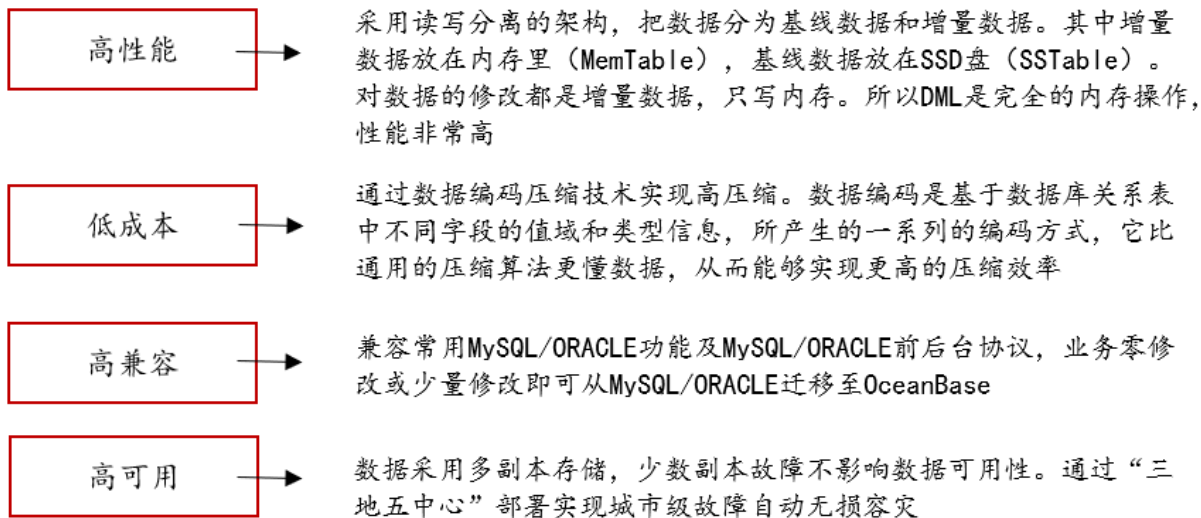 高性能
采用读写分离的架构，把数据分为基线数据和增量数据。其中增量
数据放在内存里（MemTable），基线数据放在SSD盘（SSTable）。
对数据的修改都是增量数据，只写内存。所以DML是完全的内存操作，
性能非常高
低成本
通过数据编码压缩技术实现高压缩。数据编码是基于数据库关系表
中不同字段的值域和类型信息，所产生的一系列的编码方式，它比
通用的压缩算法更懂数据，从而能够实现更高的压缩效率
高兼容
兼容常用MySQL/ORACLE功能及MySQL/ORACLE前后台协议，业务零修
改或少量修改即可从MySQL/ORACLE迁移至OceanBase
高可用
数据采用多副本存储，少数副本故障不影响数据可用性。通过“三
地五中心”部署实现城市级故障自动无损容灾